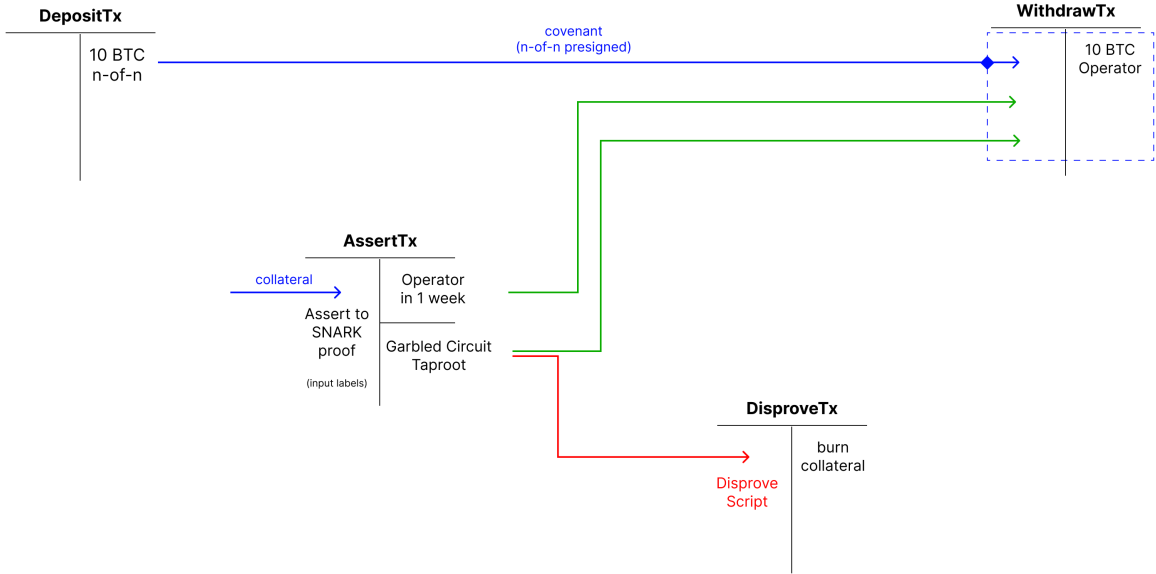 DepositTx
10 BTC
n-of-n
covenant
(n-of-n presigned)
WithdrawTx
10 BTC
Operator
AssertTx
collateral
Assert to
SNARK
proof
(input labels)
Operator
in 1 week
Garbled Circuit
Taproot
DisproveTx
Disprove
Script
burn
collateral